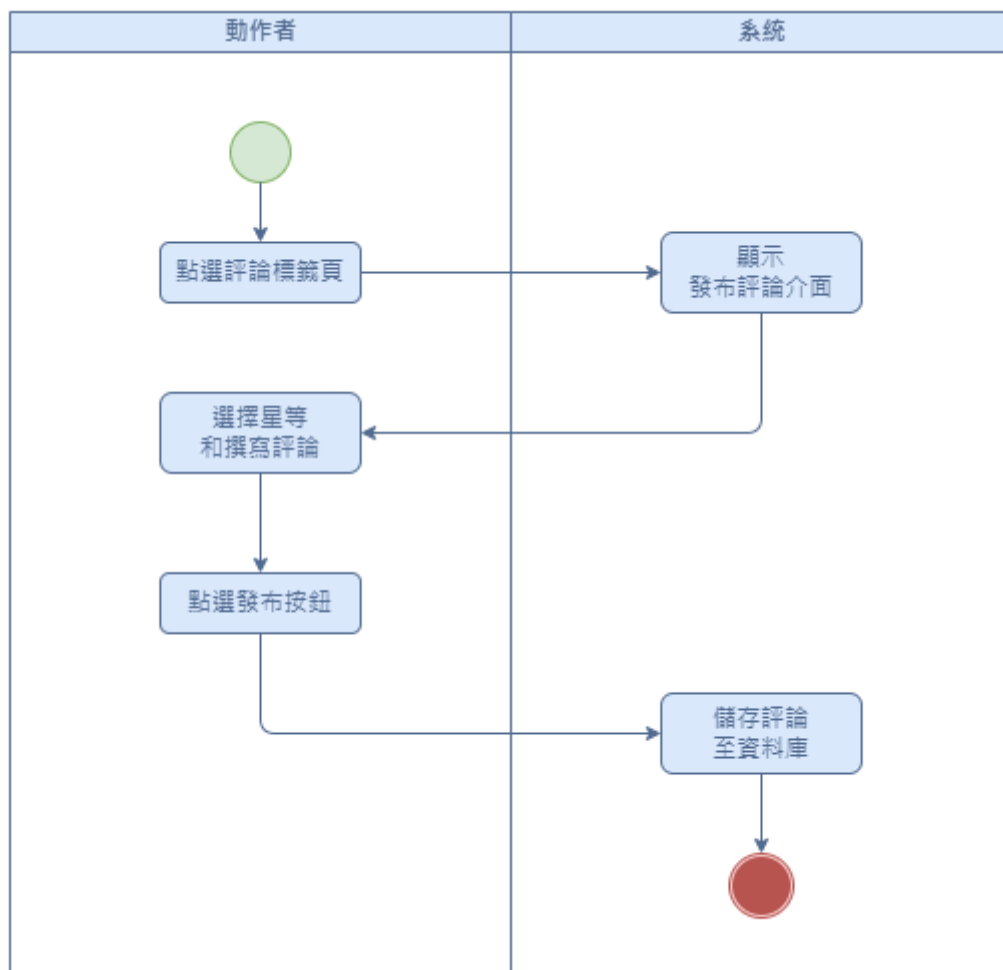 動作者
系統
點選評論標籤頁
顯示
發布評論介面
選擇星等
和撰寫評論
點選發布按鈕
儲存評論
至資料庫